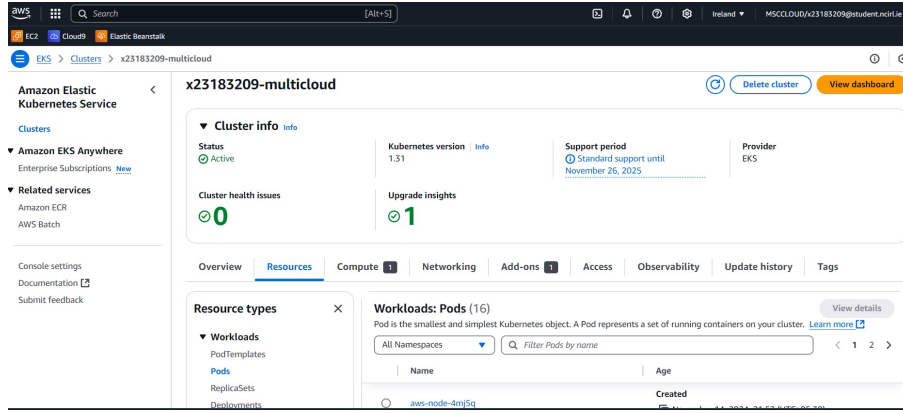 aws
Search [Alt+S] Ireland ▼ MSCCLOUD/x23183209@student.ncirl.ie
EC2 Cloud9 Elastic Beanstalk
EKS > Clusters > x23183209-multicloud
Amazon Elastic Kubernetes Service
Clusters
Amazon EKS Anywhere
Enterprise Subscriptions New
Related services
Amazon ECR
AWS Batch
Console settings
Documentation
Submit feedback
x23183209-multicloud
Delete cluster View dashboard
Cluster info Info
Status Kubernetes version Info Support period Provider
Active 1.31 Standard support until EKS
November 26, 2025
Cluster health issues Upgrade insights
0 1
Overview Resources Compute 1 Networking Add-ons 1 Access Observability Update history Tags
Resource types
Workloads
PodTemplates
Pods
ReplicaSets
Deployments
Workloads: Pods (16) View details
Pod is the smallest and simplest Kubernetes object. A Pod represents a set of running containers on your cluster. Learn more
All Namespaces Filter Pods by name 1 2
Name Age
Created
aws-node-4mj5q